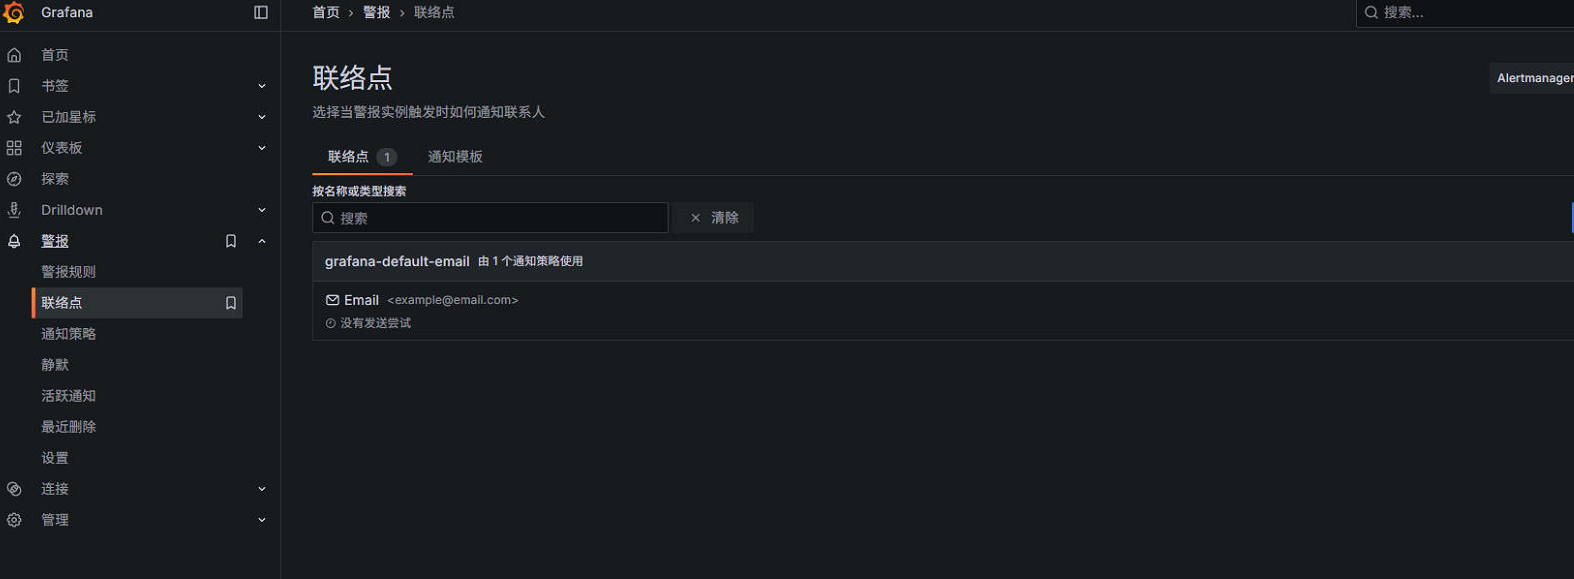 Grafana
首页 › 警报 › 联络点
搜索...
首页
书签
已加星标
仪表板
探索
Drilldown
警报
警报规则
联络点
通知策略
静默
活跃通知
最近删除
设置
连接
管理
联络点
Alertmanager
选择当警报实例触发时如何通知联系人
联络点 1
通知模板
按名称或类型搜索
搜索
清除
grafana-default-email 由 1 个通知策略使用
Email <example@email.com>
没有发送尝试